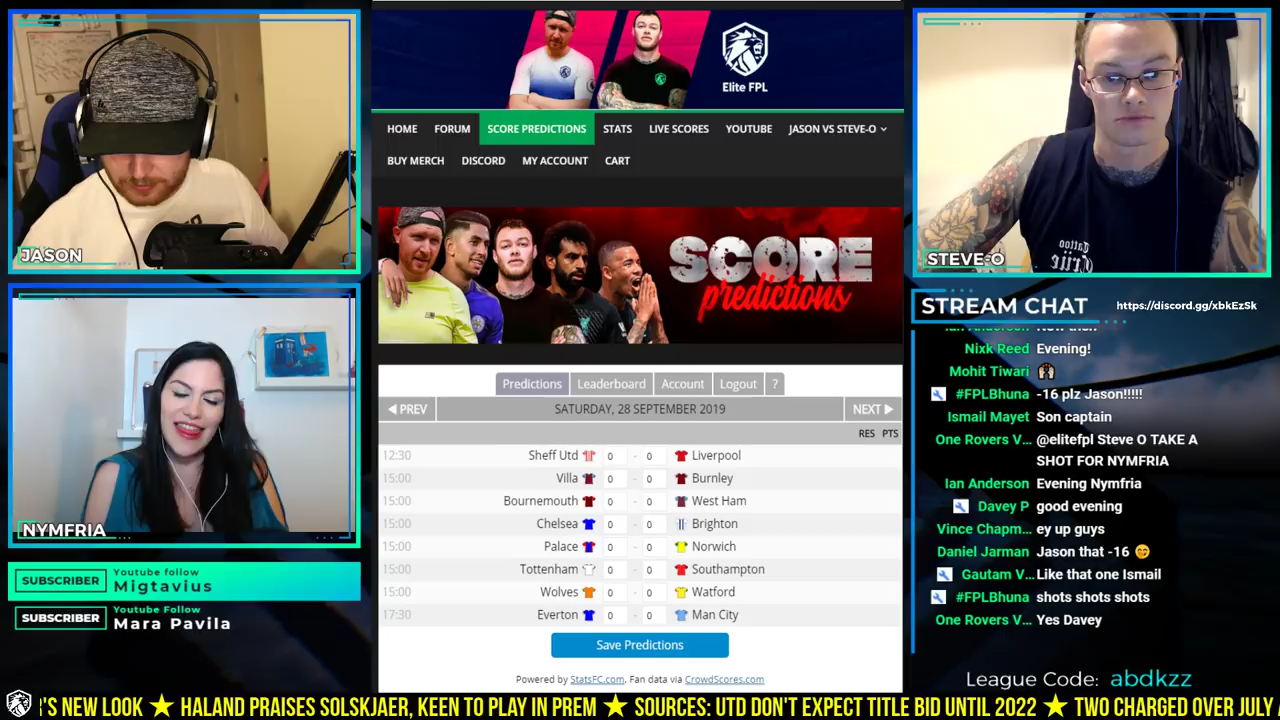 JASON
NYMFRIA
SUBSCRIBER
Youtube follow
Migtavius
SUBSCRIBER
Youtube Follow
Mara Pavila
Elite FPL
HOME FORUM SCORE PREDICTIONS STATS LIVE SCORES YOUTUBE JASON VS STEVE-O
BUY MERCH DISCORD MY ACCOUNT CART
SCORE
predictions
Predictions Leaderboard Account Logout ?
◀ PREV SATURDAY, 28 SEPTEMBER 2019 NEXT ▶
RES PTS
12:30 Sheff Utd 0 - 0 Liverpool
15:00 Villa 0 - 0 Burnley
15:00 Bournemouth 0 - 0 West Ham
15:00 Chelsea 0 - 0 Brighton
15:00 Palace 0 - 0 Norwich
15:00 Tottenham 0 - 0 Southampton
15:00 Wolves 0 - 0 Watford
17:30 Everton 0 - 0 Man City
Save Predictions
Powered by StatsFC.com. Fan data via CrowdScores.com
STEVE-O
STREAM CHAT https://discord.gg/xbkEzSk
Ian Anderson Now then
Nixk Reed Evening!
Mohit Tiwari
#FPLBhuna -16 plz Jason!!!!!
Ismail Mayet Son captain
One Rovers V... @elitefpl Steve O TAKE A
SHOT FOR NYMFRIA
Ian Anderson Evening Nymfria
Davey P good evening
Vince Chapm... ey up guys
Daniel Jarman Jason that -16 🤭
Gautam V... Like that one Ismail
#FPLBhuna shots shots shots
One Rovers V... Yes Davey
League Code: abdkzz
'S NEW LOOK ★ HALAND PRAISES SOLSKJAER, KEEN TO PLAY IN PREM ★ SOURCES: UTD DON'T EXPECT TITLE BID UNTIL 2022 ★ TWO CHARGED OVER JULY